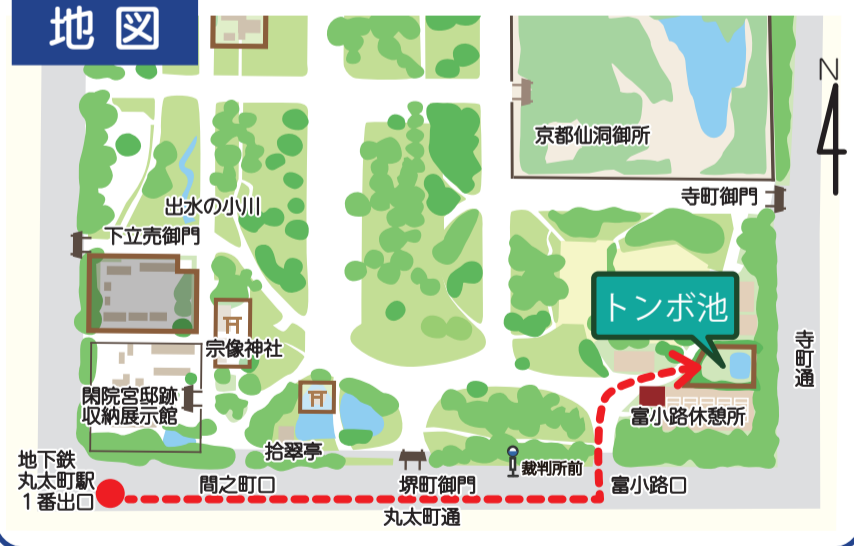 地図
N
京都仙洞御所
寺町御門
出水の小川
下立売御門
トンボ池
宗像神社
寺町通
閑院宮邸跡
収納展示館
富小路休憩所
拾翠亭
地下鉄
丸太町駅
1番出口
間之町口
堺町御門
裁判所前
富小路口
丸太町通